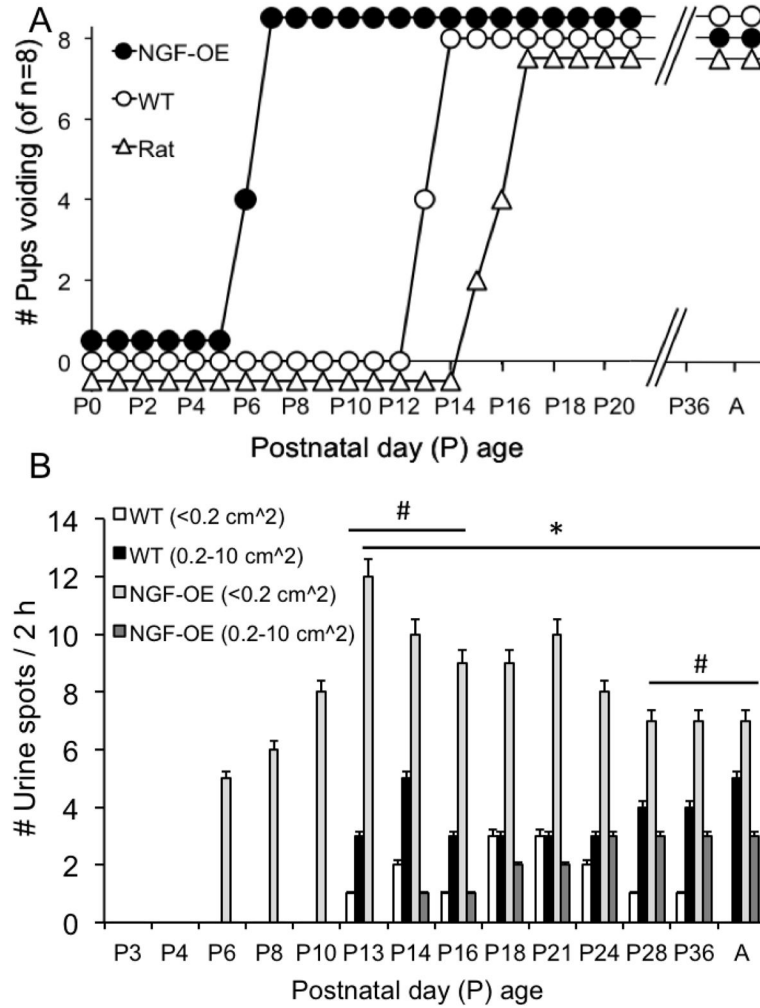 A
# Pups voiding (of n=8)
8
6
4
2
0
NGF-OE
WT
Rat
P0 P2 P4 P6 P8 P10 P12 P14 P16 P18 P20 P36 A
Postnatal day (P) age
B
# Urine spots / 2 h
14
12
10
8
6
4
2
0
WT (<0.2 cm^2)
WT (0.2-10 cm^2)
NGF-OE (<0.2 cm^2)
NGF-OE (0.2-10 cm^2)
#
*
#
P3 P4 P6 P8 P10 P13 P14 P16 P18 P21 P24 P28 P36 A
Postnatal day (P) age